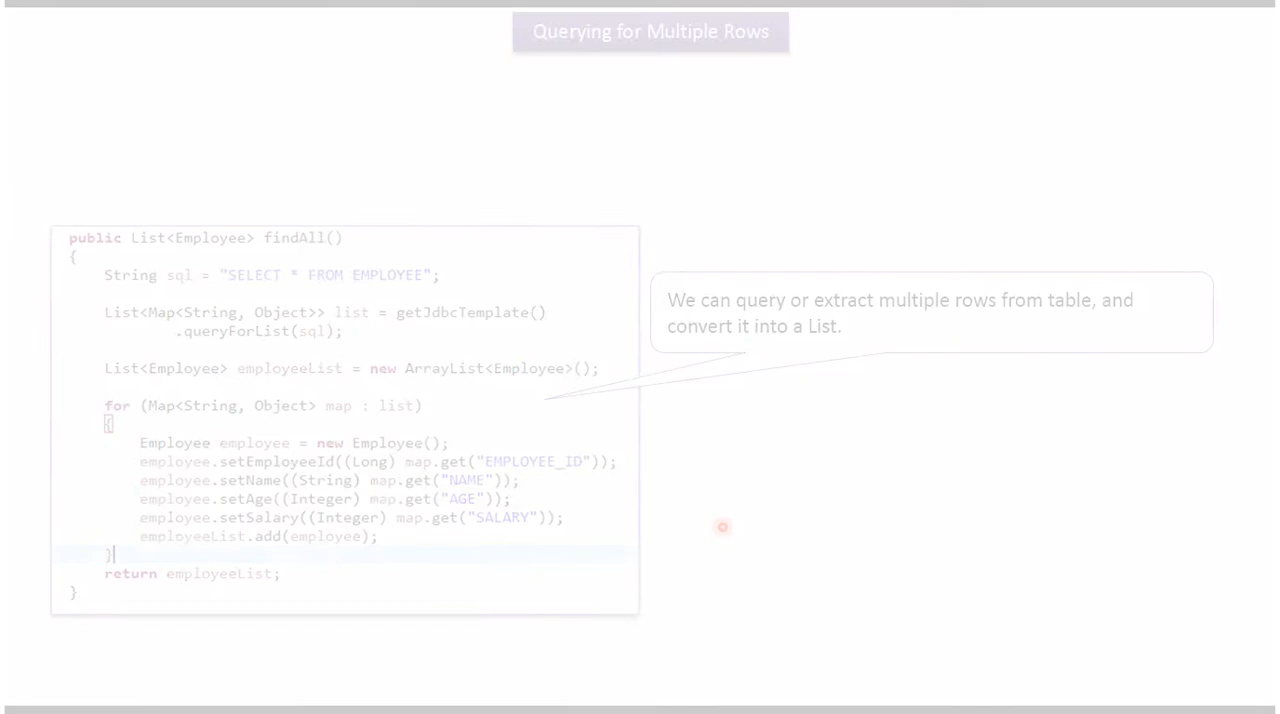 Querying for Multiple Rows
public List<Employee> findAll()
{
String sql = "SELECT * FROM EMPLOYEE";
List<Map<String, Object>> list = getJdbcTemplate()
.queryForList(sql);
List<Employee> employeeList = new ArrayList<Employee>();
for (Map<String, Object> map : list)
{
Employee employee = new Employee();
employee.setEmployeeId((Long) map.get("EMPLOYEE_ID"));
employee.setName((String) map.get("NAME"));
employee.setAge((Integer) map.get("AGE"));
employee.setSalary((Integer) map.get("SALARY"));
employeeList.add(employee);
}
return employeeList;
}
We can query or extract multiple rows from table, and
convert it into a List.